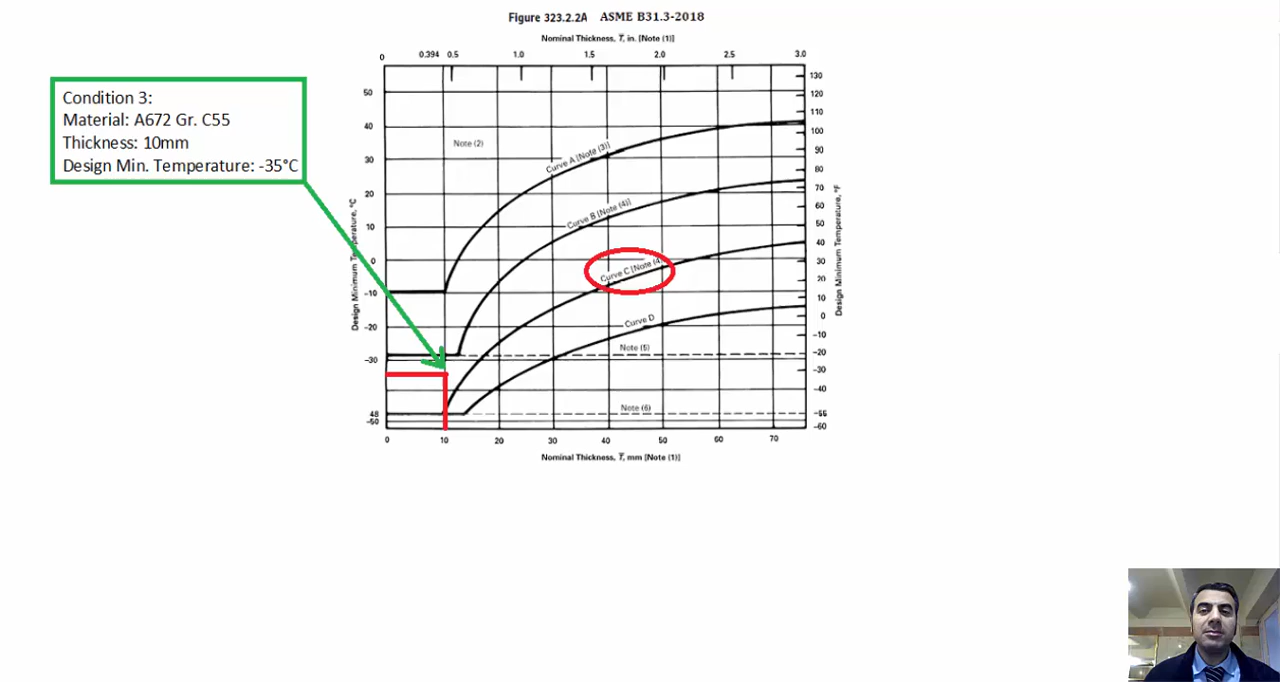 Figure 323.2.2A ASME B31.3-2018
Nominal Thickness, T̅, in. [Note (1)]
0 0.394 0.5 1.0 1.5 2.0 2.5 3.0
Condition 3:
Material: A672 Gr. C55
Thickness: 10mm
Design Min. Temperature: -35°C
Design Minimum Temperature, °C
50
40
30
20
10
0
−10
−20
−30
48
−50
Note (2)
Curve A [Note (3)]
Curve B [Note (4)]
Curve C [Note (4
Curve D
Note (5)
Note (6)
130
120
110
100
90
80
70
60
50
40
30
20
10
0
−10
−20
−30
−40
−55
−60
Design Minimum Temperature, °F
0 10 20 30 40 50 60 70
Nominal Thickness, T̅, mm [Note (1)]